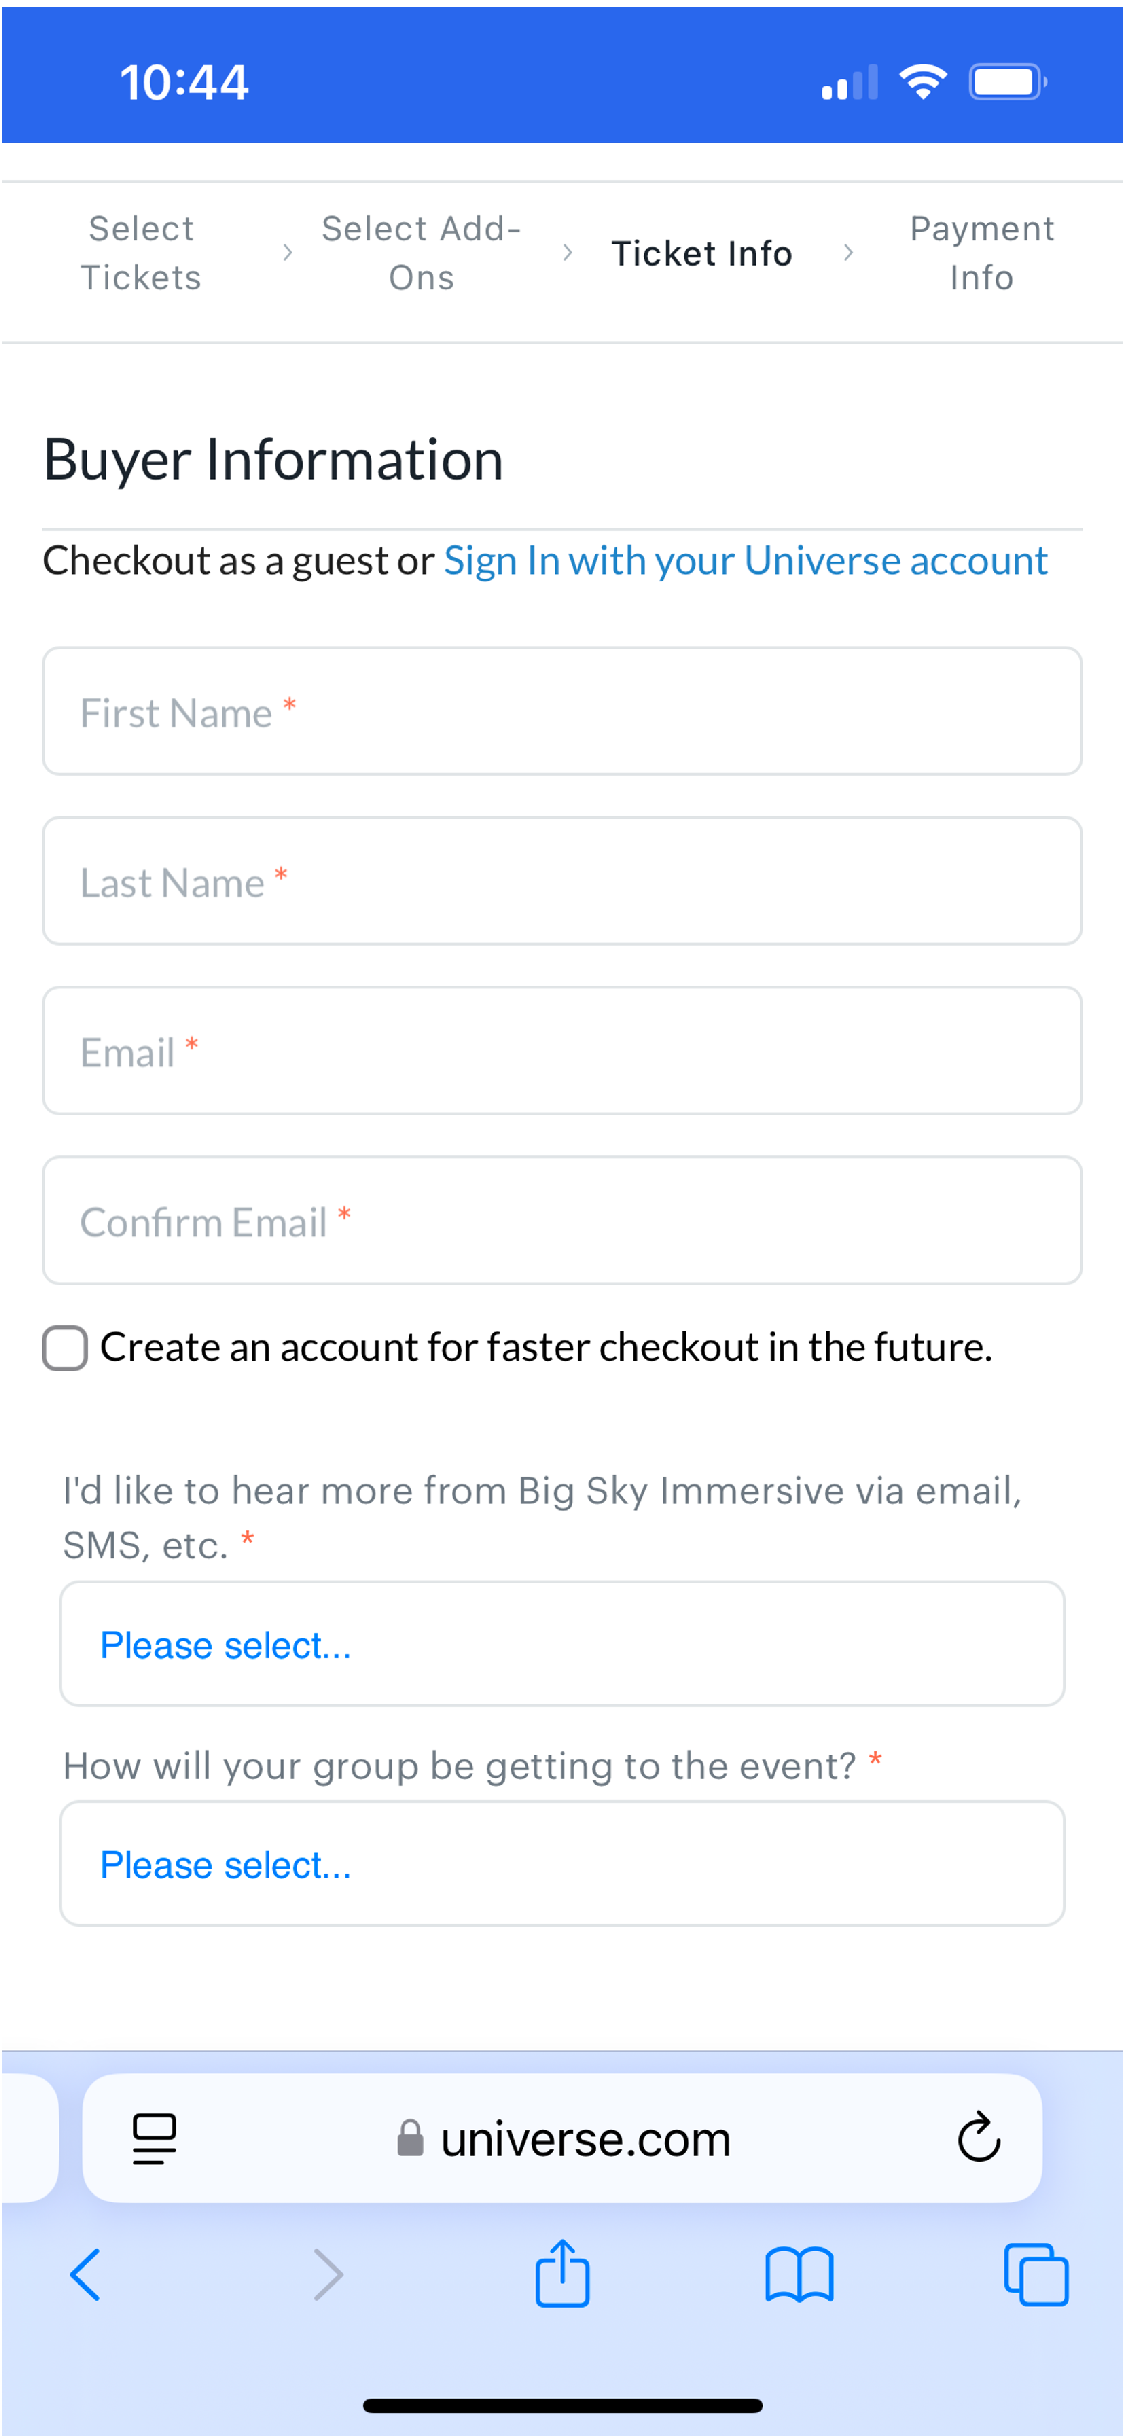 10:44
Select Tickets > Select Add-Ons > Ticket Info > Payment Info
Buyer Information
Checkout as a guest or Sign In with your Universe account
First Name *
Last Name *
Email *
Confirm Email *
Create an account for faster checkout in the future.
I'd like to hear more from Big Sky Immersive via email,
SMS, etc. *
Please select...
How will your group be getting to the event? *
Please select...
universe.com